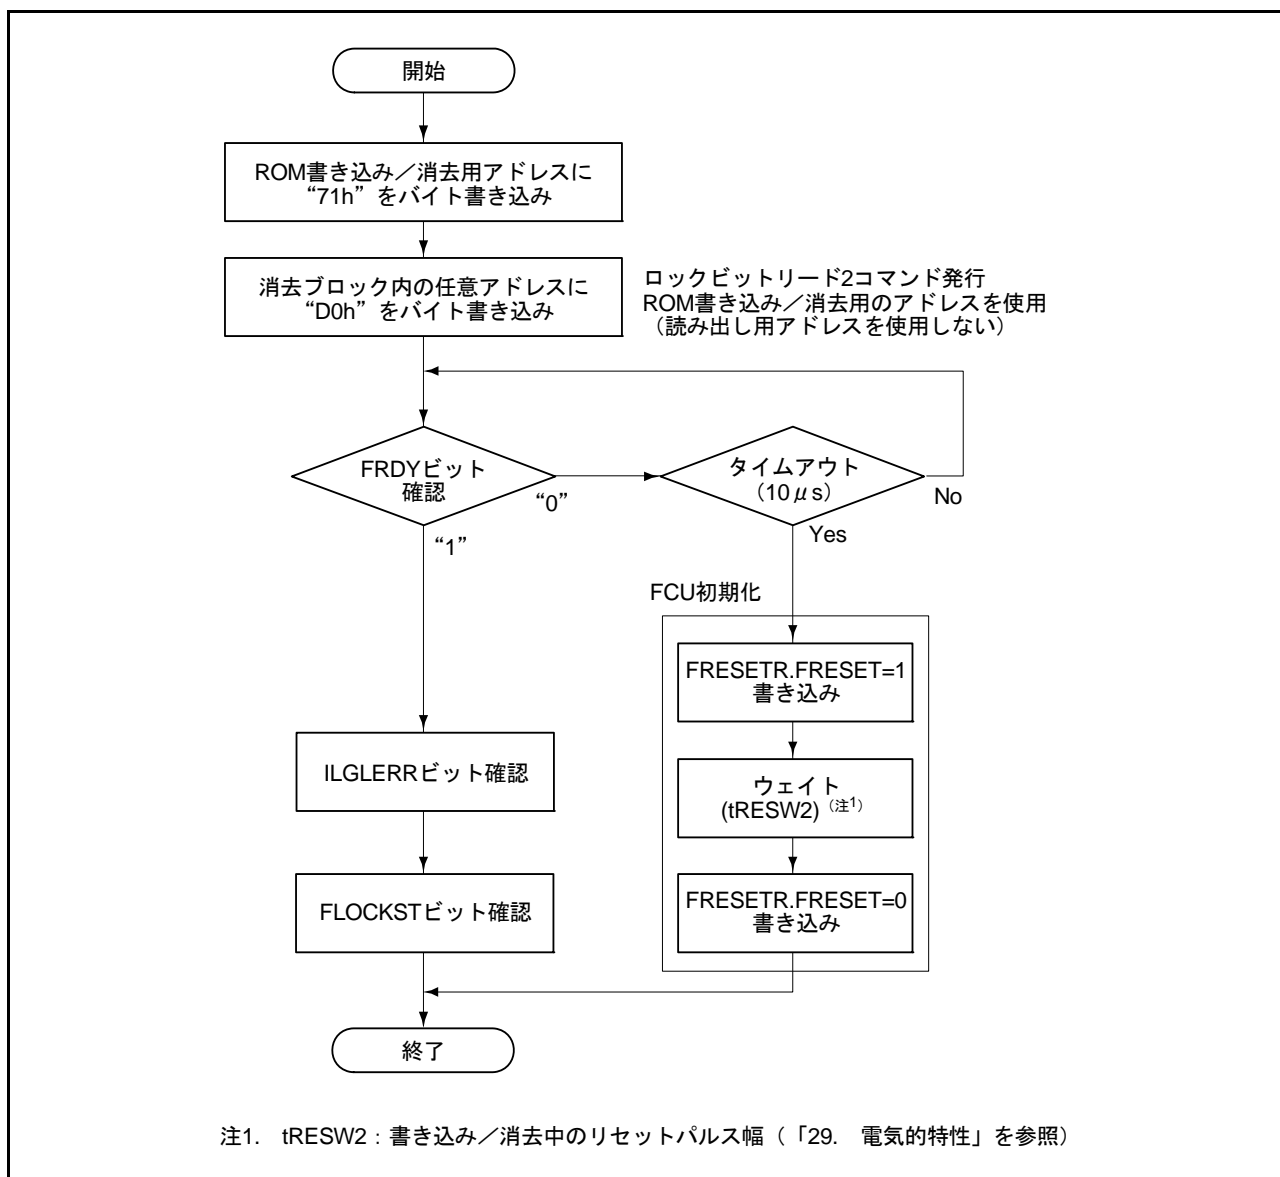 開始
ROM書き込み／消去用アドレスに
“71h”をバイト書き込み
消去ブロック内の任意アドレスに
“D0h”をバイト書き込み
ロックビットリード2コマンド発行
ROM書き込み／消去用のアドレスを使用
（読み出し用アドレスを使用しない）
FRDYビット
確認
“0”
“1”
タイムアウト
（10μs）
No
Yes
FCU初期化
FRESETR.FRESET=1
書き込み
ウェイト
(tRESW2)（注1）
FRESETR.FRESET=0
書き込み
ILGLERRビット確認
FLOCKSTビット確認
終了
注1.　tRESW2：書き込み／消去中のリセットパルス幅（「29.　電気的特性」を参照）